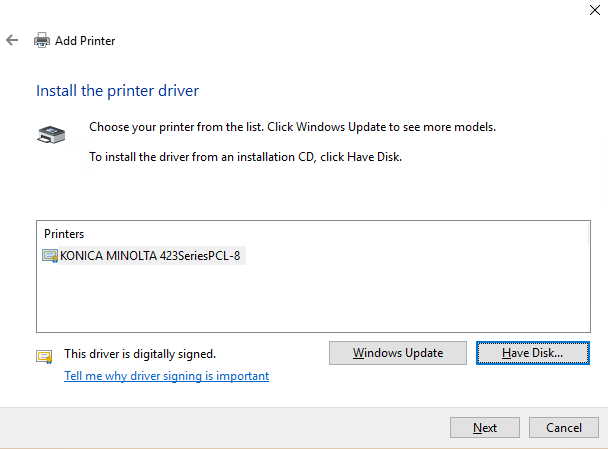 Add Printer
Install the printer driver
Choose your printer from the list. Click Windows Update to see more models.
To install the driver from an installation CD, click Have Disk.
Printers
KONICA MINOLTA 423SeriesPCL-8
This driver is digitally signed.
Windows Update
Have Disk...
Tell me why driver signing is important
Next
Cancel